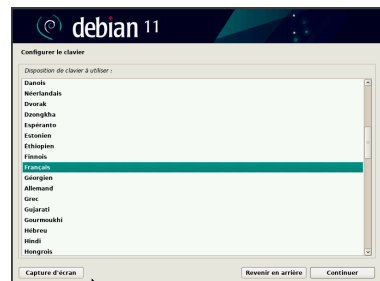 debian 11
Configurer le clavier
Disposition de clavier à utiliser :
Danois
Néerlandais
Dvorak
Dzongkha
Espéranto
Estonien
Éthiopien
Finnois
Français
Géorgien
Allemand
Grec
Gujarati
Gourmoukhî
Hébreu
Hindi
Hongrois
Capture d'écran
Revenir en arrière
Continuer